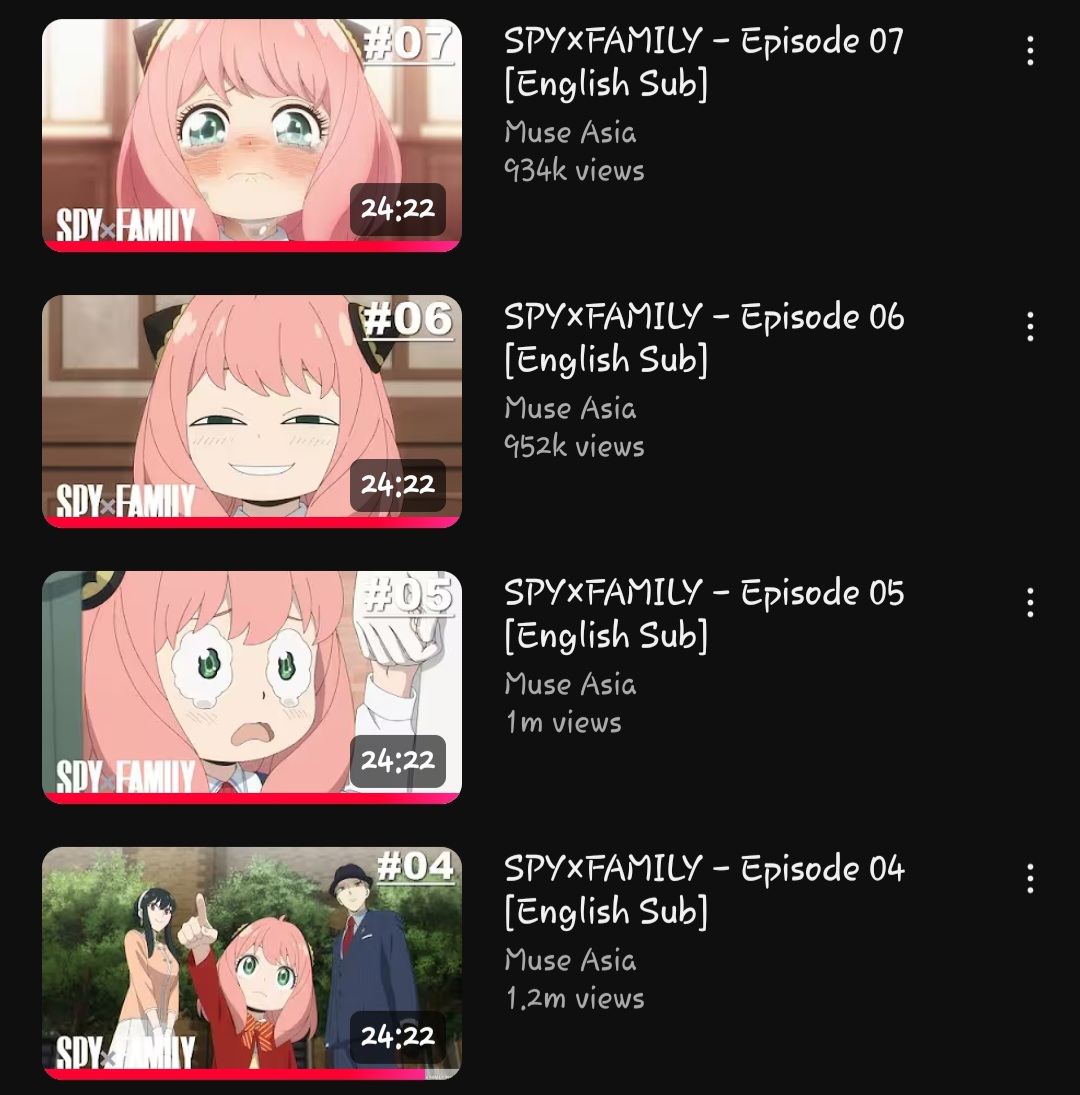 #07
SPY×FAMILY
24:22
SPY×FAMILY - Episode 07
[English Sub]
Muse Asia
934k views
#06
SPY×FAMILY
24:22
SPY×FAMILY - Episode 06
[English Sub]
Muse Asia
952k views
#05
SPY×FAMILY
24:22
SPY×FAMILY - Episode 05
[English Sub]
Muse Asia
1m views
#04
SPY×FAMILY
24:22
SPY×FAMILY - Episode 04
[English Sub]
Muse Asia
1.2m views